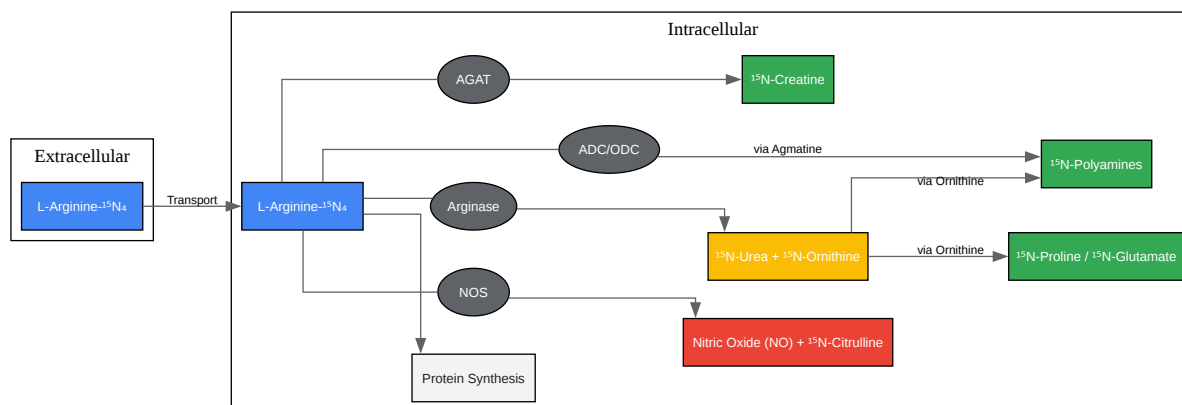 Intracellular
AGAT
¹⁵N-Creatine
ADC/ODC
via Agmatine
¹⁵N-Polyamines
Extracellular
L-Arginine-¹⁵N₄
Transport
L-Arginine-¹⁵N₄
Arginase
via Ornithine
¹⁵N-Urea + ¹⁵N-Ornithine
via Ornithine
¹⁵N-Proline / ¹⁵N-Glutamate
NOS
Nitric Oxide (NO) + ¹⁵N-Citrulline
Protein Synthesis